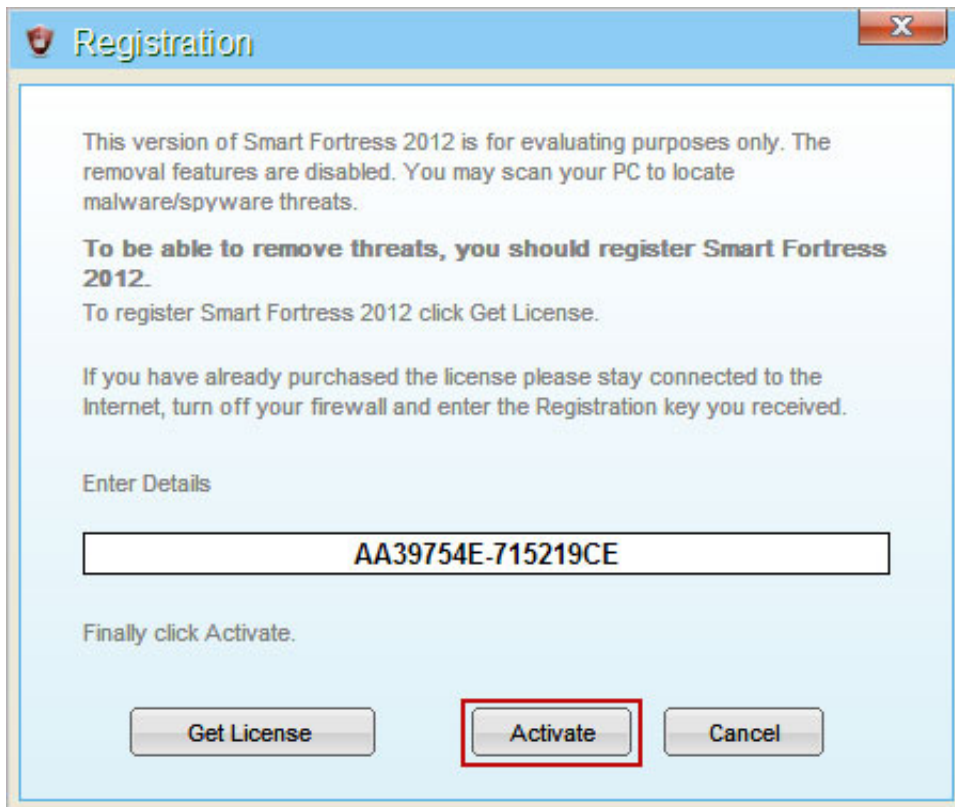 Registration
This version of Smart Fortress 2012 is for evaluating purposes only. The
removal features are disabled. You may scan your PC to locate
malware/spyware threats.
To be able to remove threats, you should register Smart Fortress
2012.
To register Smart Fortress 2012 click Get License.
If you have already purchased the license please stay connected to the
Internet, turn off your firewall and enter the Registration key you received.
Enter Details
AA39754E-715219CE
Finally click Activate.
Get License
Activate
Cancel